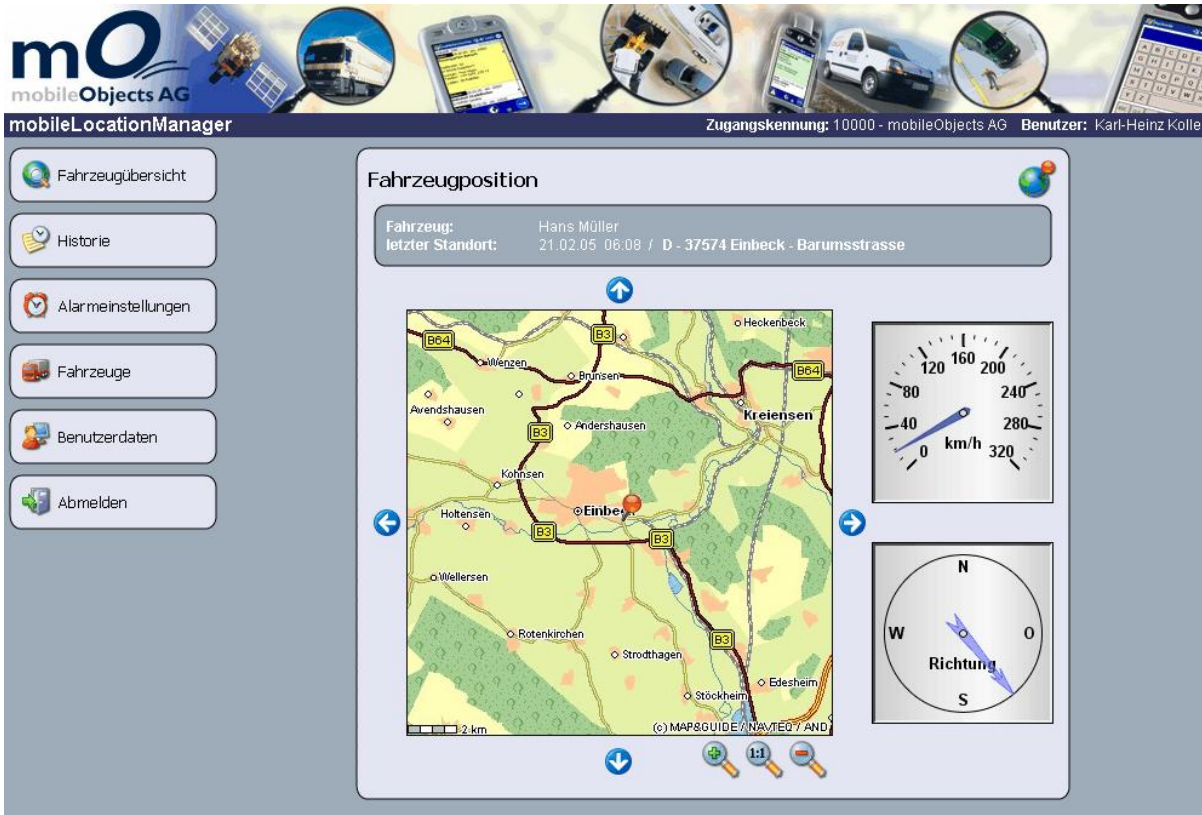 mO
mobileObjects AG
mobileLocationManager
Zugangskennung: 10000 - mobileObjects AG Benutzer: Karl-Heinz Kolle
Fahrzeugübersicht
Historie
Alarmeinstellungen
Fahrzeuge
Benutzerdaten
Abmelden
Fahrzeugposition
Fahrzeug: Hans Müller
letzter Standort: 21.02.05 06:08 / D - 37574 Einbeck - Barumsstrasse
Heckenbeck
B64
B3
Wenzen
Brunsen
B64
Avendshausen
Kreiensen
B3
Andershausen
Kohnsen
Einbe
Holtensen
B3
B3
Wellersen
Rotenkirchen
B3
Strodthagen
Edesheim
Stöckheim
2 km
(c) MAP&GUIDE / NAVTEQ / AND
1:1
0
40
80
120
160
200
240
280
320
km/h
N
W
O
Richtung
S